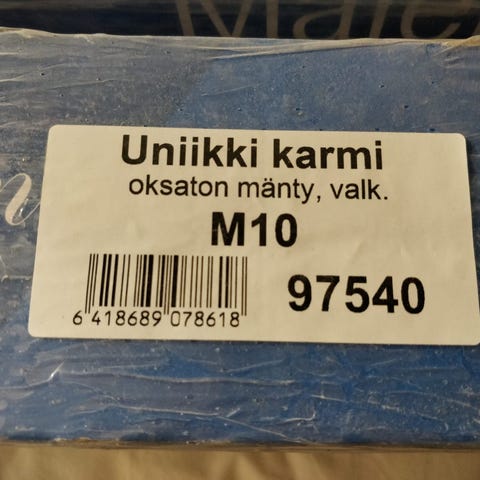 Uniikki karmi
oksaton mänty, valk.
M10
97540
6 418689 078618